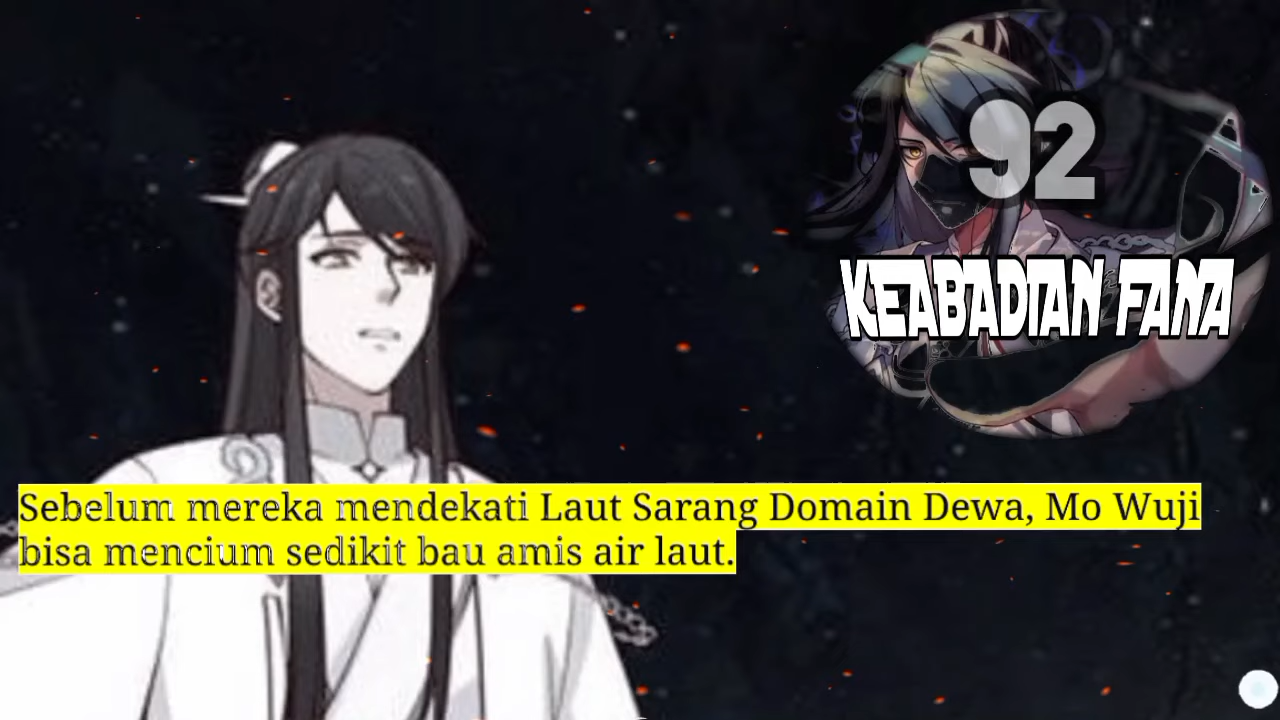 92
KEABADIAN FANA
Sebelum mereka mendekati Laut Sarang Domain Dewa, Mo Wuji
bisa mencium sedikit bau amis air laut.